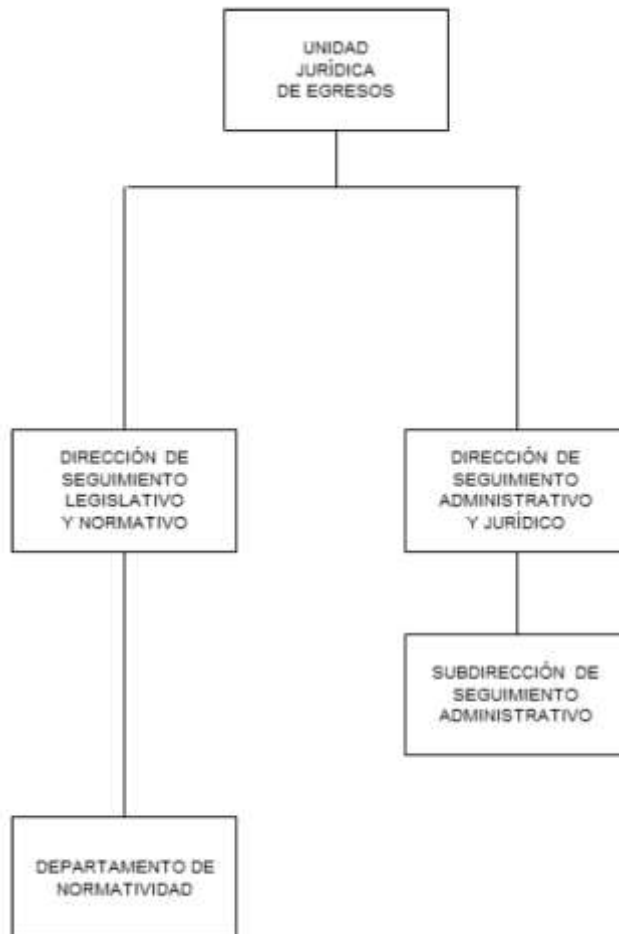 UNIDAD
JURÍDICA
DE EGRESOS
DIRECCIÓN DE
SEGUIMIENTO
LEGISLATIVO
Y NORMATIVO
DIRECCIÓN DE
SEGUIMIENTO
ADMINISTRATIVO
Y JURÍDICO
SUBDIRECCIÓN DE
SEGUIMIENTO
ADMINISTRATIVO
DEPARTAMENTO DE
NORMATIVIDAD